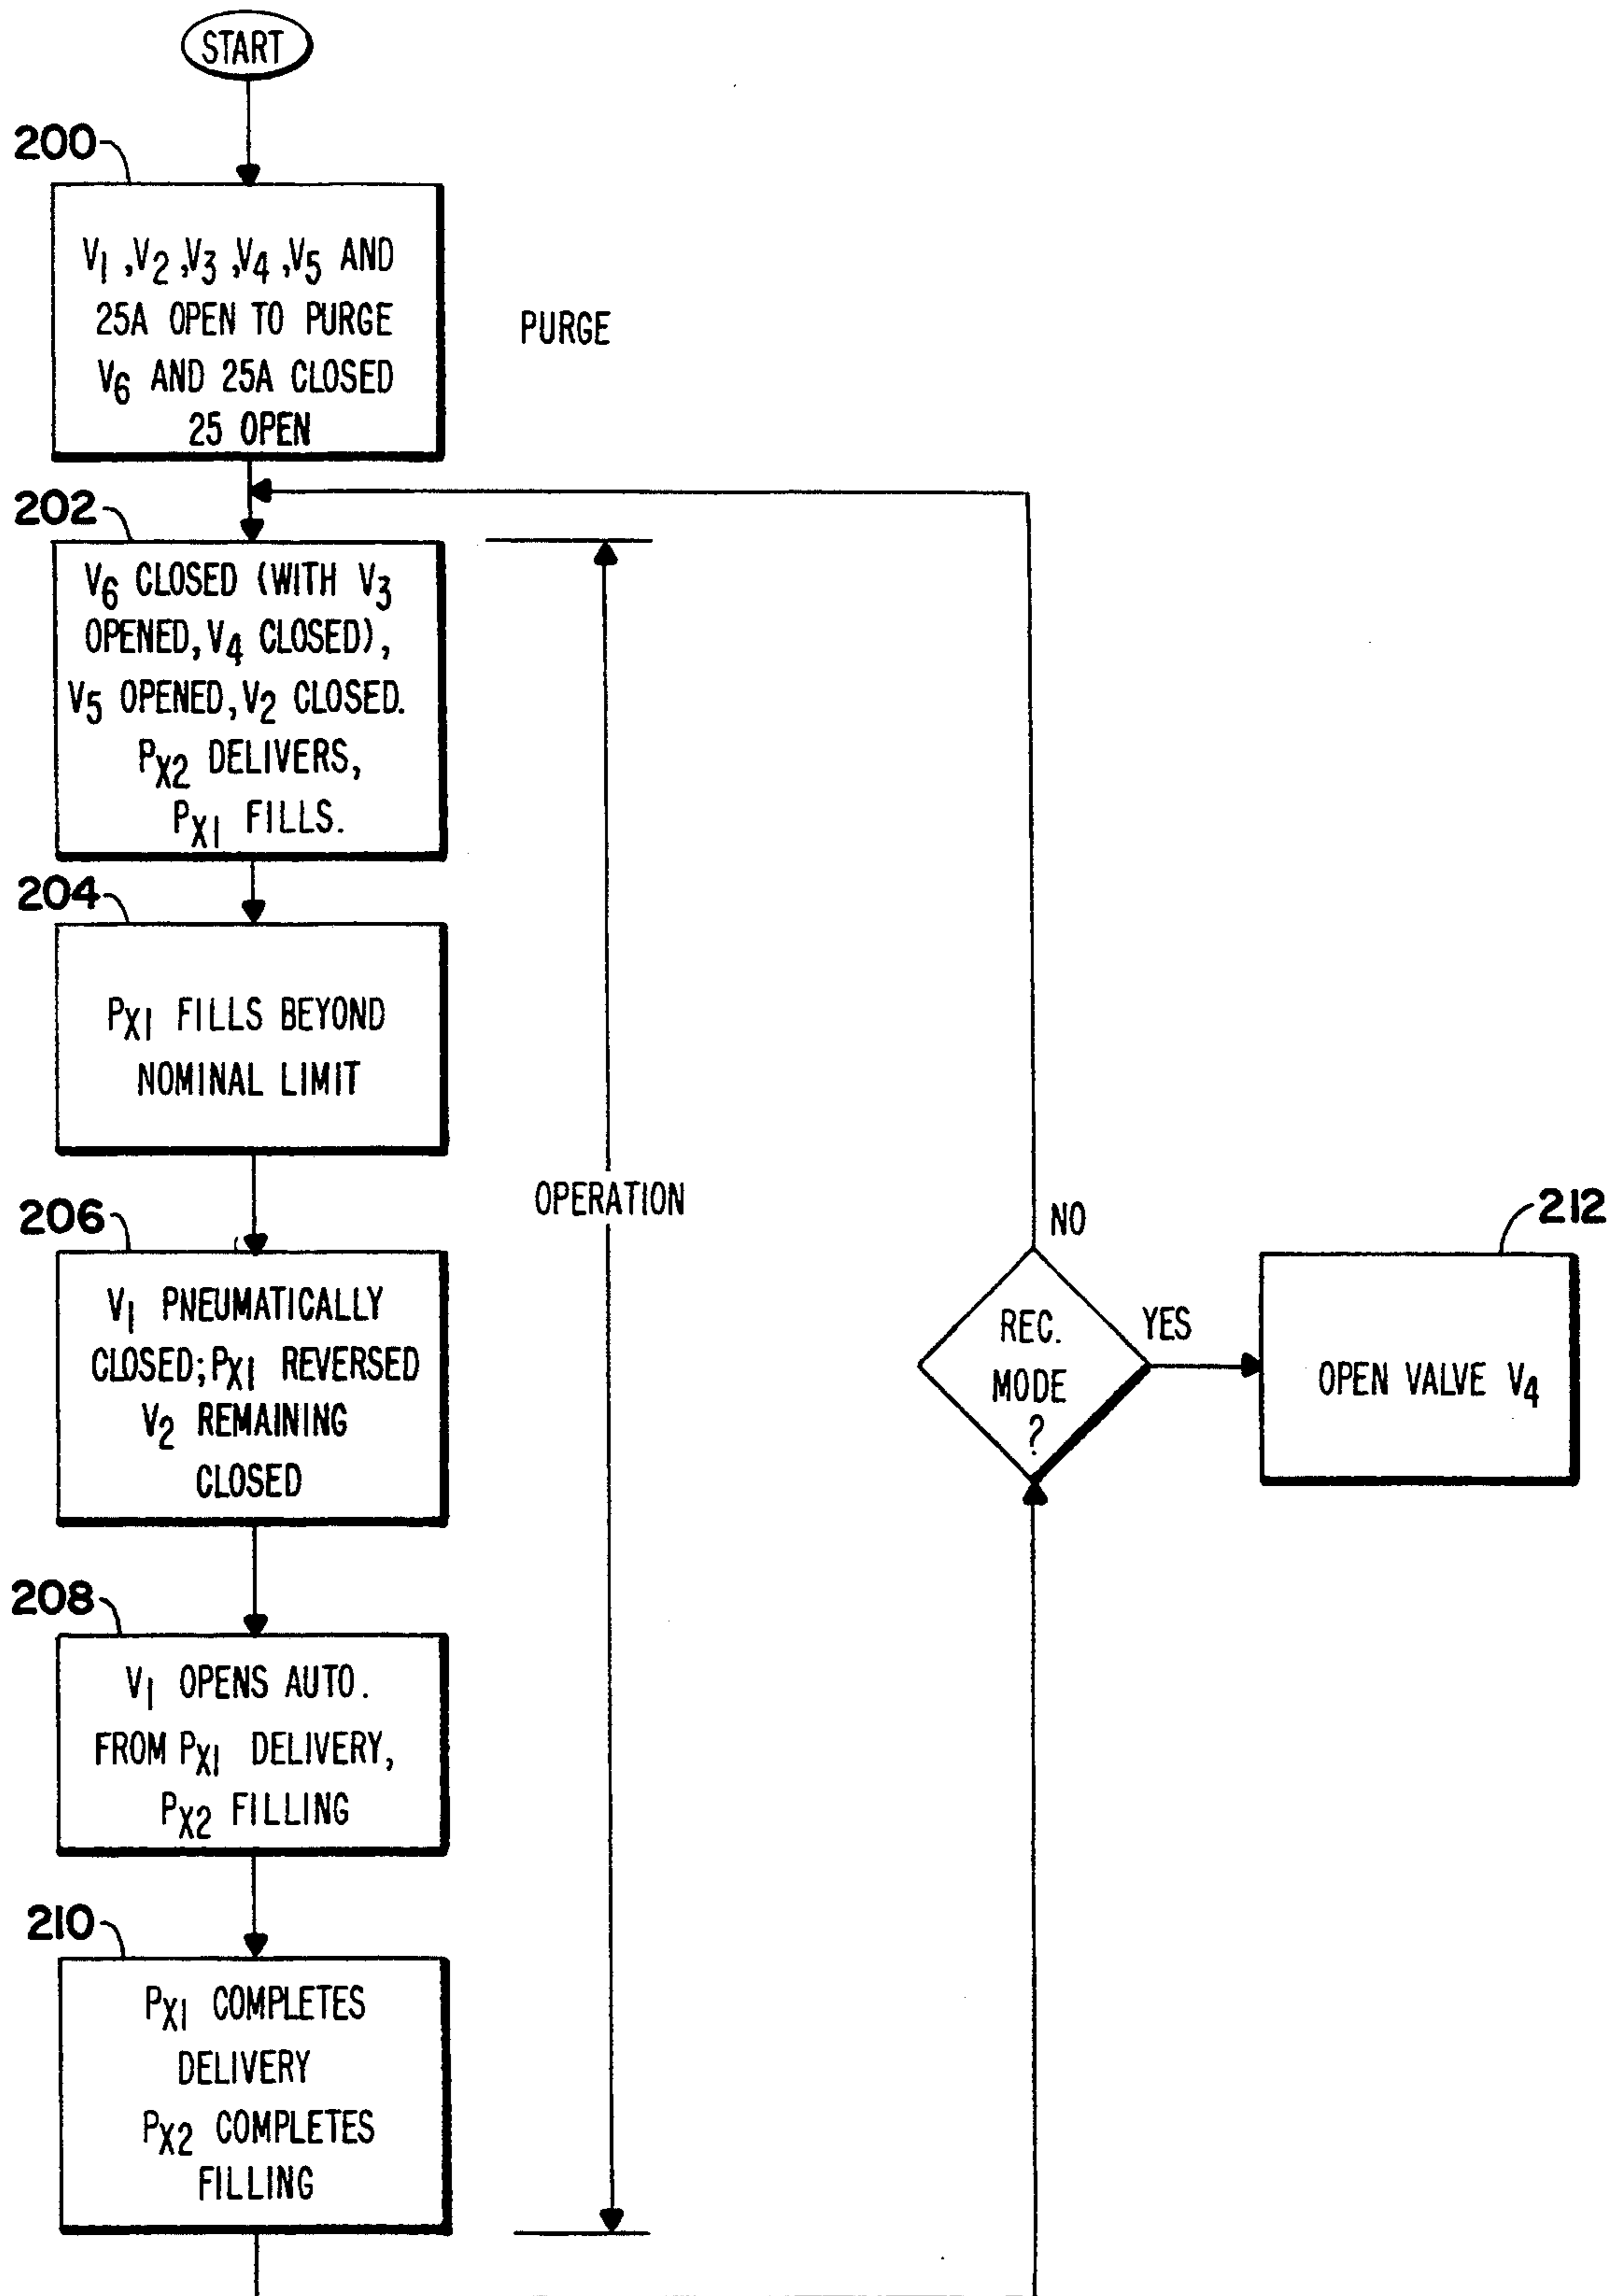 START
200
V1 ,V2 ,V3 ,V4 ,V5 AND
25A OPEN TO PURGE
V6 AND 25A CLOSED
25 OPEN
PURGE
202
V6 CLOSED (WITH V3
OPENED, V4 CLOSED),
V5 OPENED, V2 CLOSED.
PX2 DELIVERS,
PX1 FILLS.
204
PX1 FILLS BEYOND
NOMINAL LIMIT
OPERATION
206
V1 PNEUMATICALLY
CLOSED; PX1 REVERSED
V2 REMAINING
CLOSED
208
V1 OPENS AUTO.
FROM PX1 DELIVERY,
PX2 FILLING
210
PX1 COMPLETES
DELIVERY
PX2 COMPLETES
FILLING
NO
REC.
MODE
?
YES
212
OPEN VALVE V4